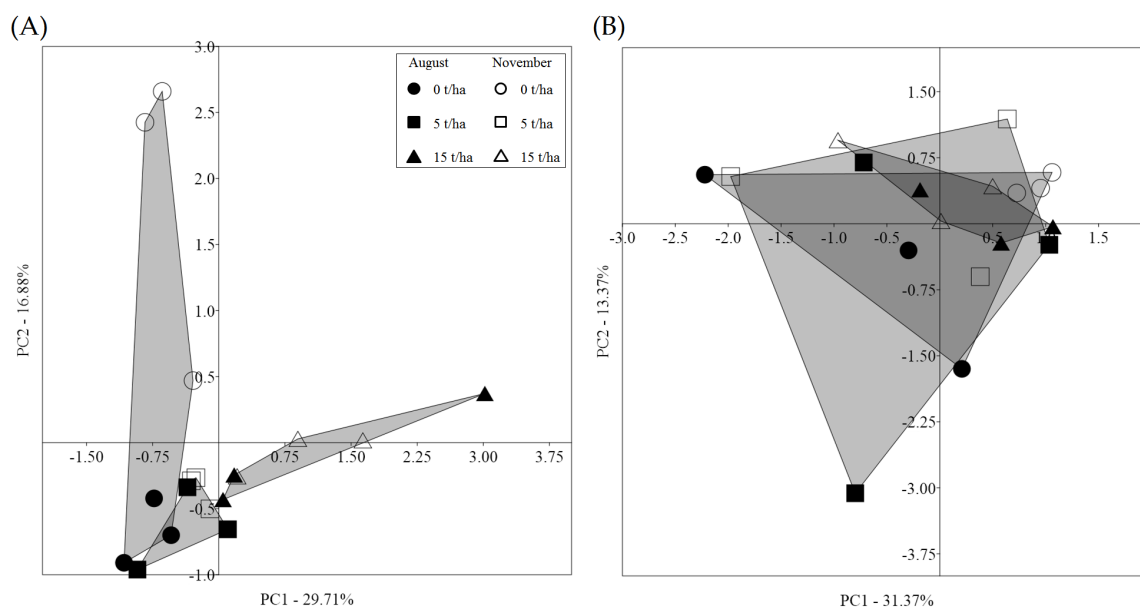 (A)
(B)
August November
0 t/ha 0 t/ha
5 t/ha 5 t/ha
15 t/ha 15 t/ha
3.0
2.5
2.0
1.5
1.0
0.5
-0.5
-1.0
-1.50 -0.75 0.75 1.50 2.25 3.00 3.75
PC2 - 16.88%
PC1 - 29.71%
1.50
0.75
-0.75
-1.50
-2.25
-3.00
-3.75
-3.0 -2.5 -2.0 -1.5 -1.0 -0.5 0.5 1.5
PC2 - 13.37%
PC1 - 31.37%